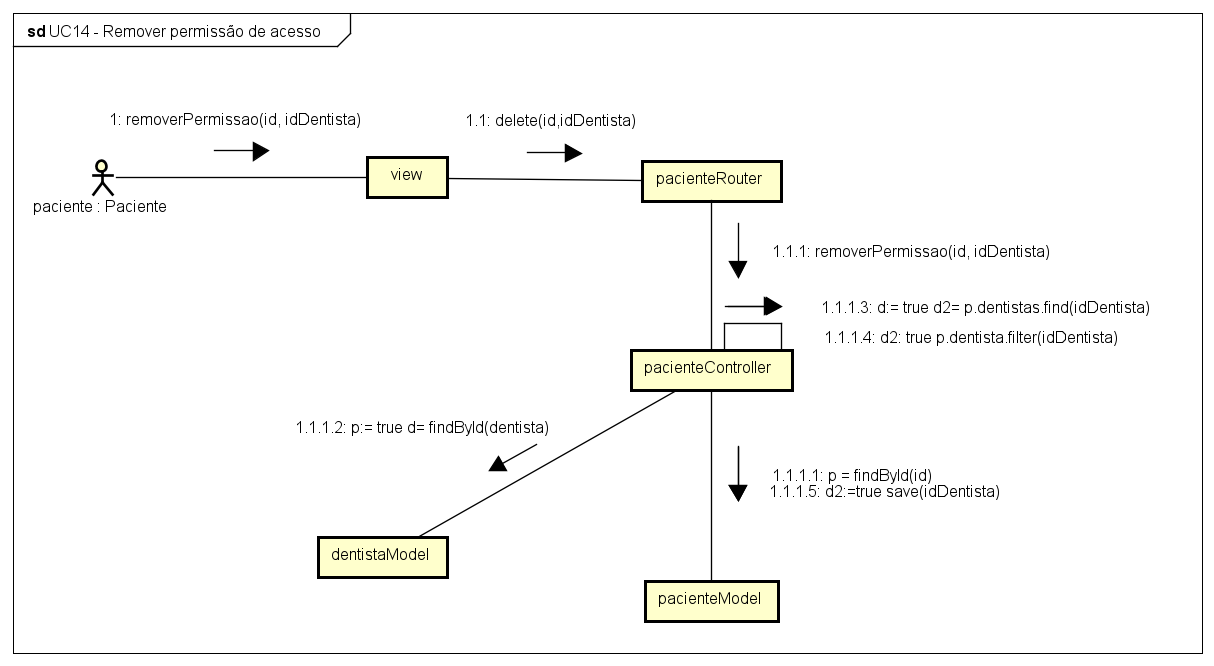 sd UC14 - Remover permissão de acesso
1: removerPermissao(id, idDentista)
1.1: delete(id,idDentista)
view
pacienteRouter
paciente : Paciente
1.1.1: removerPermissao(id, idDentista)
1.1.1.3: d:= true d2= p.dentistas.find(idDentista)
1.1.1.4: d2: true p.dentista.filter(idDentista)
pacienteController
1.1.1.2: p:= true d= findById(dentista)
1.1.1.1: p = findById(id)
1.1.1.5: d2:=true save(idDentista)
dentistaModel
pacienteModel